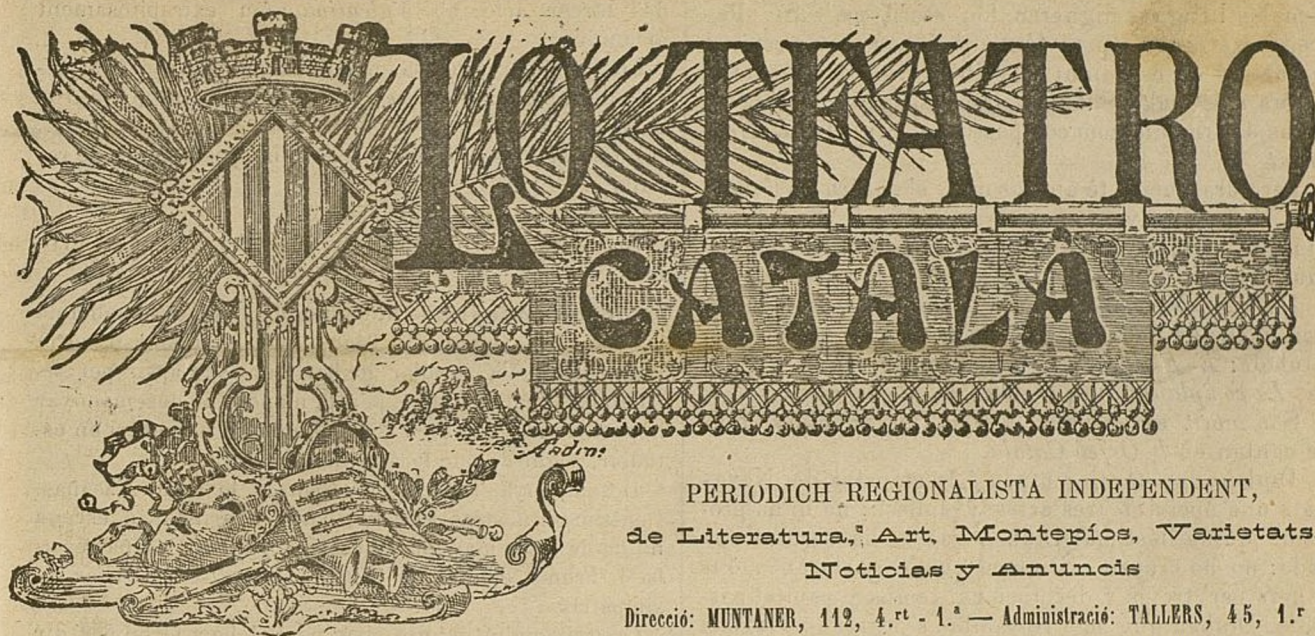 LO TEATRO
CATALÁ
PERIODICH REGIONALISTA INDEPENDENT,
de Literatura, Art, Montepíos, Varietats
Noticias y Anuncis
Direcció: MUNTANER, 112, 4.rt - 1.ª — Administració: TALLERS, 45, 1.r